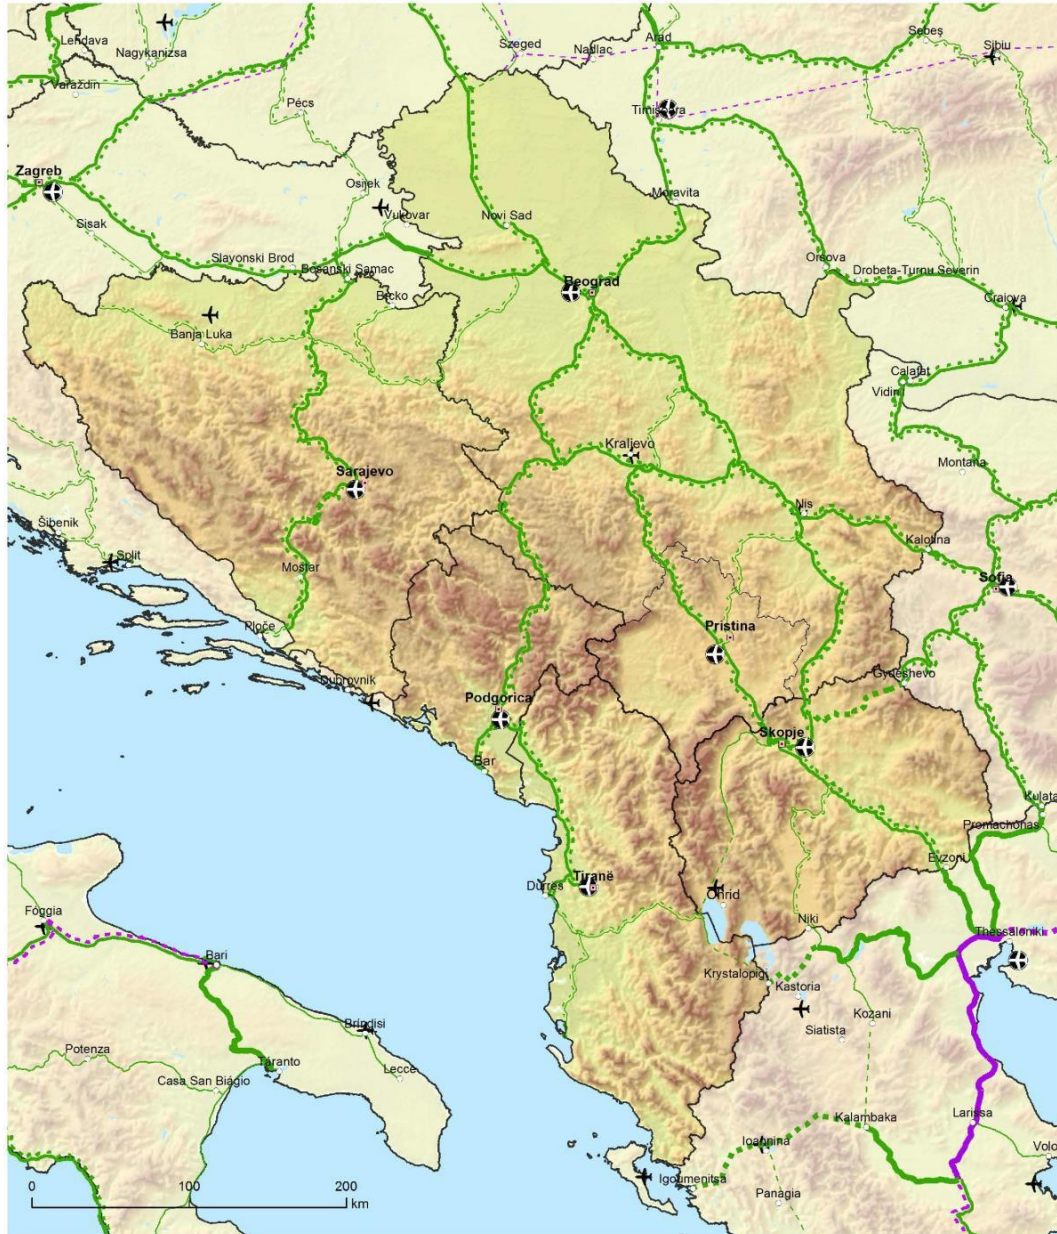 Lendava
Nagykanizsa
Varaždin
Szeged
Nadlac
Arad
Sebeş
Sibiu
Pécs
Timişoara
Zagreb
Osijek
Vukovar
Sisak
Novi Sad
Moravita
Slavonski Brod
Bosanski Samac
Orsova
Drobeta-Turnu Severin
Beograd
Brcko
Craiova
Banja Luka
Calafat
Vidin
Kraljevo
Montana
Sarajevo
Nis
Šibenik
Kalotina
Split
Mostar
Sofia
Ploče
Pristina
Gyueshevo
Dubrovnik
Podgorica
Skopje
Bar
Kulata
Promachonas
Evzoni
Tiranë
Durres
Ohrid
Foggia
Niki
Thessaloniki
Bari
Krystalopigi
Kastoria
Brindisi
Kozani
Siatista
Potenza
Taranto
Lecce
Casa San Biagio
Kalambaka
Larissa
Ioannina
Volo
Igoumenitsa
Panagia
0 100 200
km